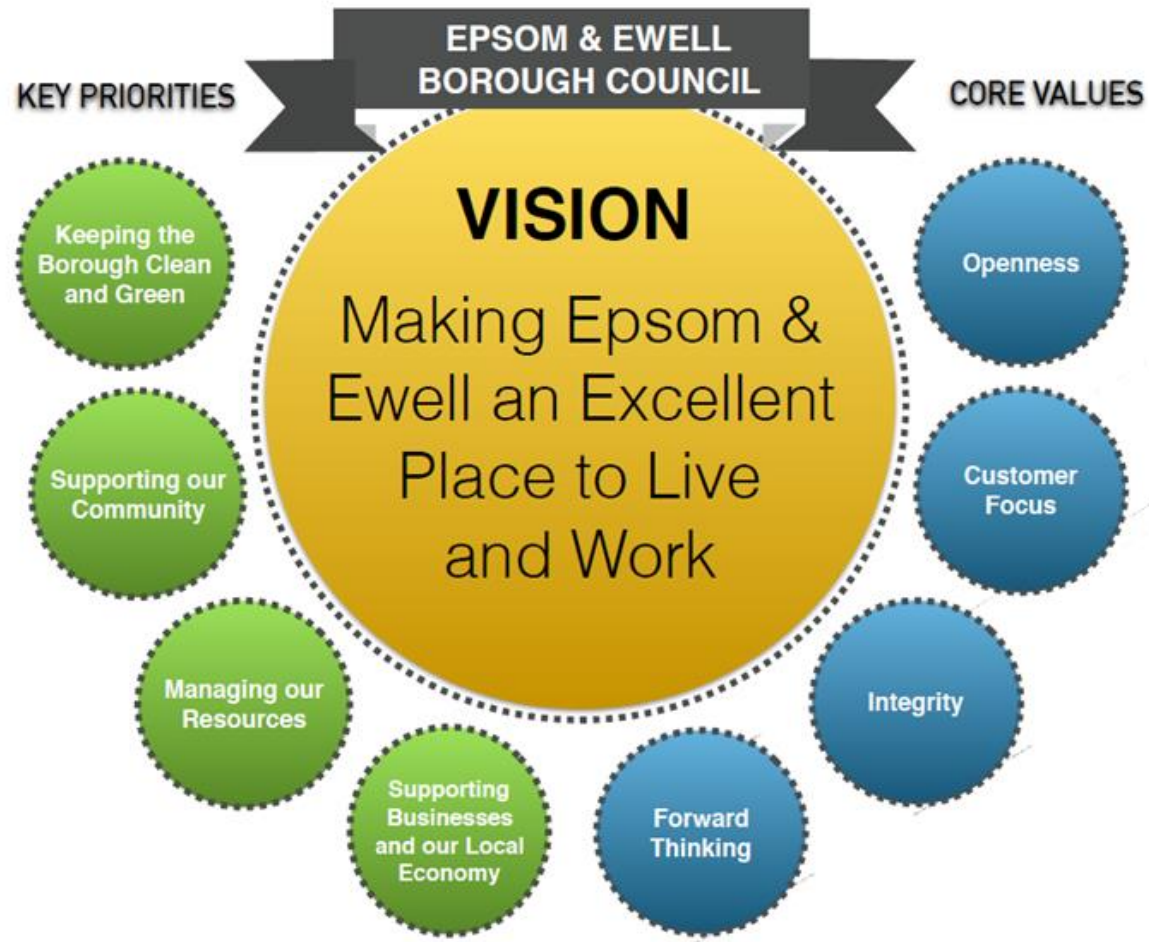 EPSOM & EWELL
BOROUGH COUNCIL
KEY PRIORITIES
CORE VALUES
VISION
Making Epsom &
Ewell an Excellent
Place to Live
and Work
Keeping the
Borough Clean
and Green
Supporting our
Community
Managing our
Resources
Supporting
Businesses
and our Local
Economy
Openness
Customer
Focus
Integrity
Forward
Thinking